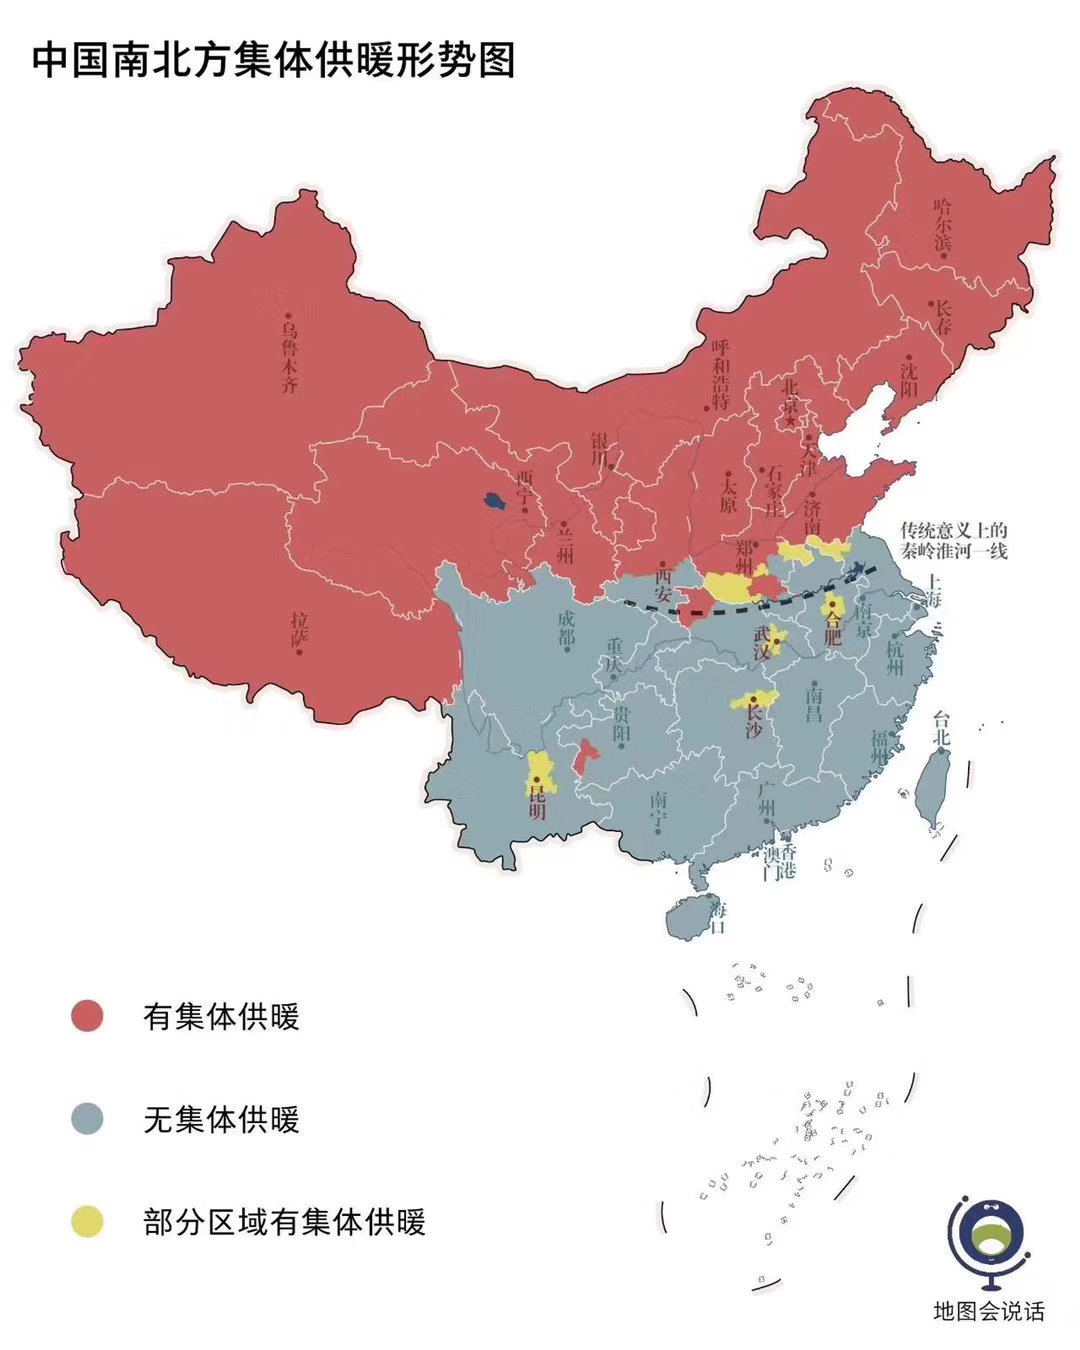 中国南北方集体供暖形势图
哈尔滨
长春
沈阳
乌鲁木齐
呼和浩特
北京
天津
银川
西宁
石家庄
太原
济南
兰州
郑州
传统意义上的
秦岭淮河一线
西安
上海
拉萨
成都
重庆
武汉
合肥
南京
杭州
长沙
南昌
贵阳
福州
台北
昆明
南宁
广州
香港
澳门
海口
有集体供暖
无集体供暖
部分区域有集体供暖
地图会说话